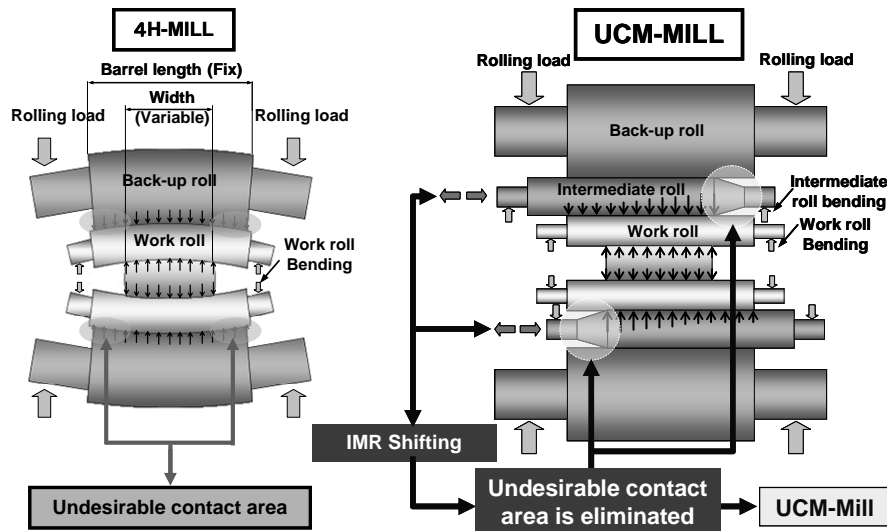 4H-MILL
Barrel length (Fix)
Width
(Variable)
Rolling load
Rolling load
Back-up roll
Work roll
Work roll
Bending
Undesirable contact area
UCM-MILL
Rolling load
Rolling load
Back-up roll
Intermediate roll
Intermediate
roll bending
Work roll
Work roll
Bending
IMR Shifting
Undesirable contact
area is eliminated
UCM-Mill